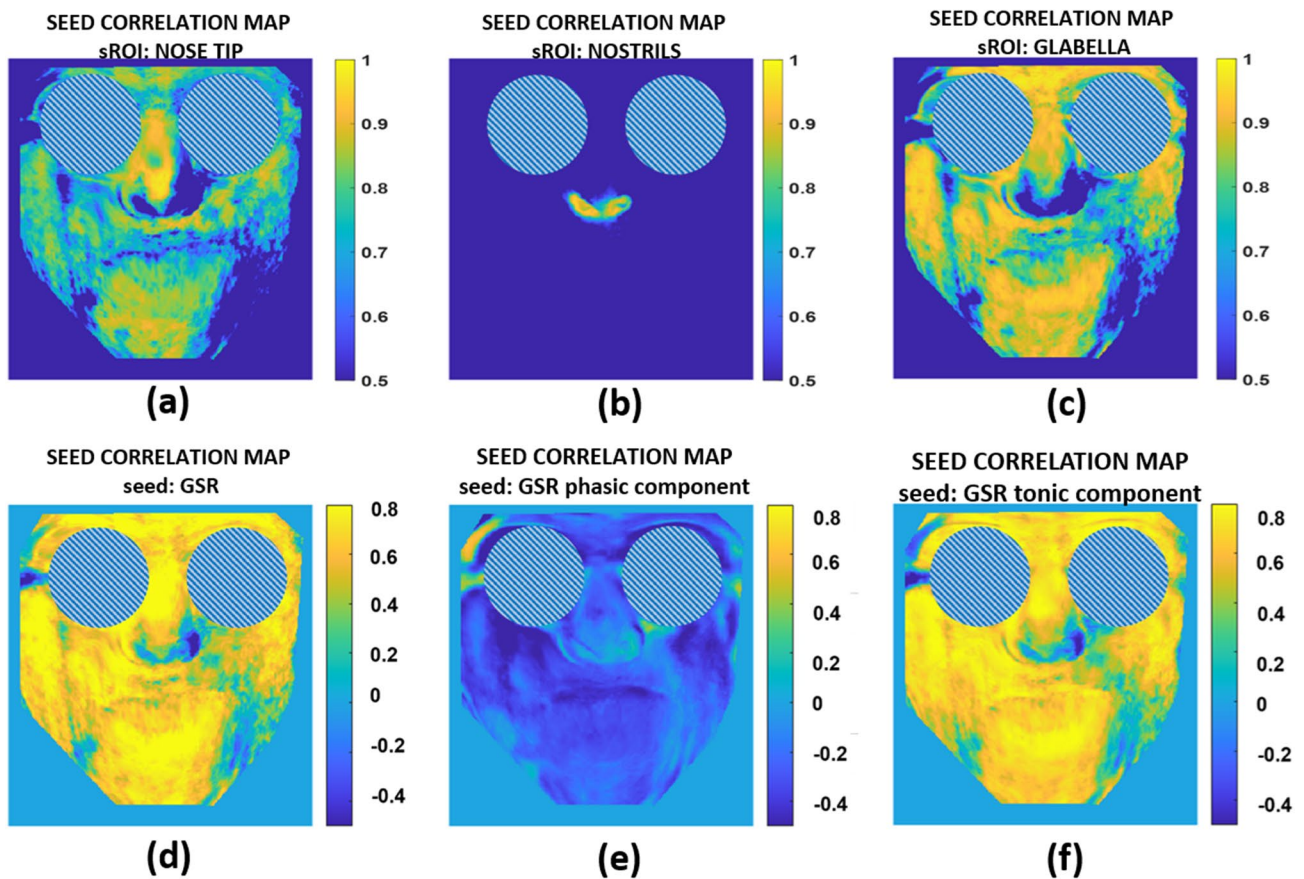 SEED CORRELATION MAP
sROI: NOSE TIP
1
0.9
0.8
0.7
0.6
0.5
(a)
SEED CORRELATION MAP
sROI: NOSTRILS
1
0.9
0.8
0.7
0.6
0.5
(b)
SEED CORRELATION MAP
sROI: GLABELLA
1
0.9
0.8
0.7
0.6
0.5
(c)
SEED CORRELATION MAP
seed: GSR
0.8
0.6
0.4
0.2
0
-0.2
-0.4
(d)
SEED CORRELATION MAP
seed: GSR phasic component
0.8
0.6
0.4
0.2
0
-0.2
-0.4
(e)
SEED CORRELATION MAP
seed: GSR tonic component
0.8
0.6
0.4
0.2
0
-0.2
-0.4
(f)